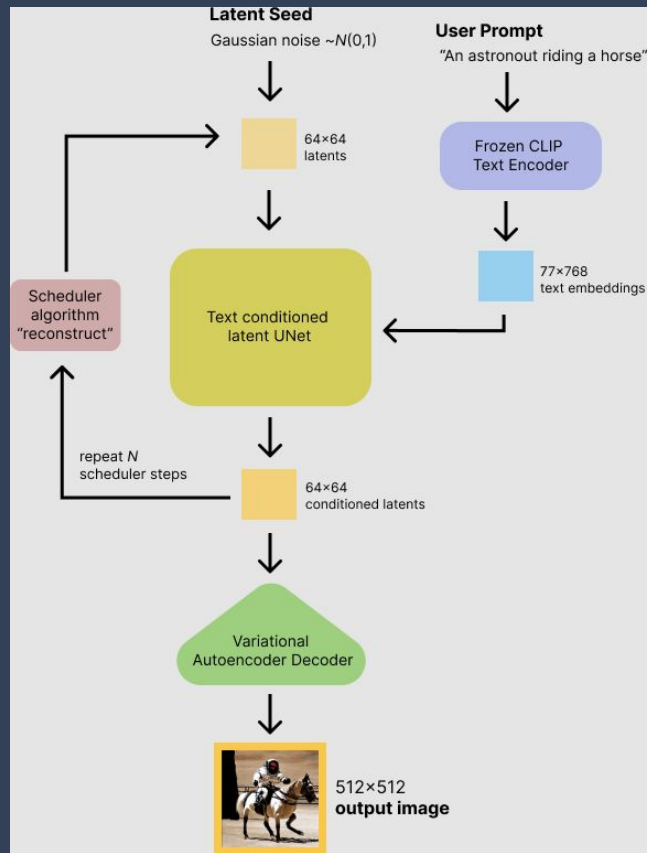 Latent Seed
Gaussian noise ~N(0,1)
User Prompt
“An astronout riding a horse”
64×64
latents
Frozen CLIP
Text Encoder
77×768
text embeddings
Scheduler
algorithm
“reconstruct”
Text conditioned
latent UNet
repeat N
scheduler steps
64×64
conditioned latents
Variational
Autoencoder Decoder
512×512
output image